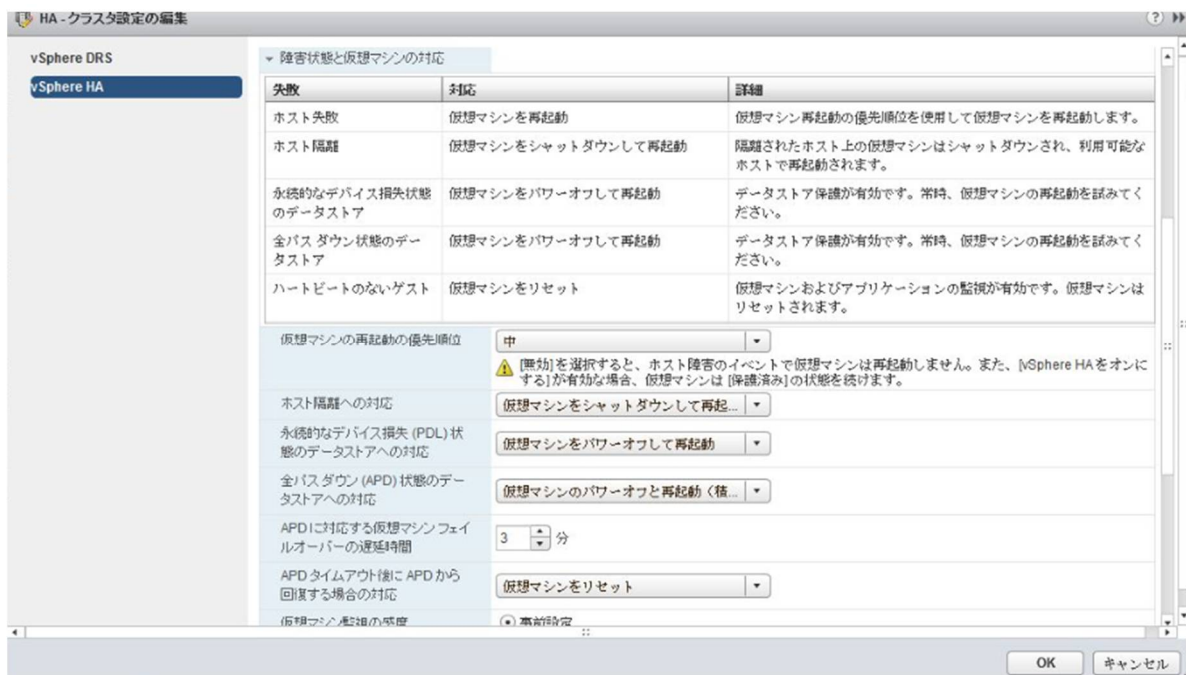 HA - クラスタ設定の編集
vSphere DRS
vSphere HA
障害状態と仮想マシンの対応
失敗 対応 詳細
ホスト失敗 仮想マシンを再起動 仮想マシン再起動の優先順位を使用して仮想マシンを再起動します。
ホスト隔離 仮想マシンをシャットダウンして再起動 隔離されたホスト上の仮想マシンはシャットダウンされ、利用可能な
ホストで再起動されます。
永続的なデバイス損失状態 仮想マシンをパワーオフして再起動 データストア保護が有効です。常時、仮想マシンの再起動を試みてく
のデータストア ださい。
全パス ダウン状態のデー 仮想マシンをパワーオフして再起動 データストア保護が有効です。常時、仮想マシンの再起動を試みてく
タストア ださい。
ハートビートのないゲスト 仮想マシンをリセット 仮想マシンおよびアプリケーションの監視が有効です。仮想マシンは
リセットされます。
仮想マシンの再起動の優先順位 中
[無効]を選択すると、ホスト障害のイベントで仮想マシンは再起動しません。また、[vSphere HAをオンに
する]が有効な場合、仮想マシンは [保護済み] の状態を続けます。
ホスト隔離への対応 仮想マシンをシャットダウンして再起...
永続的なデバイス損失 (PDL) 状
態のデータストアへの対応 仮想マシンをパワーオフして再起動
全パス ダウン (APD) 状態のデー
タストアへの対応 仮想マシンのパワーオフと再起動（積...
APD に対応する仮想マシン フェイ
ルオーバーの遅延時間 3 分
APD タイムアウト後に APD から
回復する場合の対応 仮想マシンをリセット
仮想マシン監視の感度 事前設定
OK キャンセル